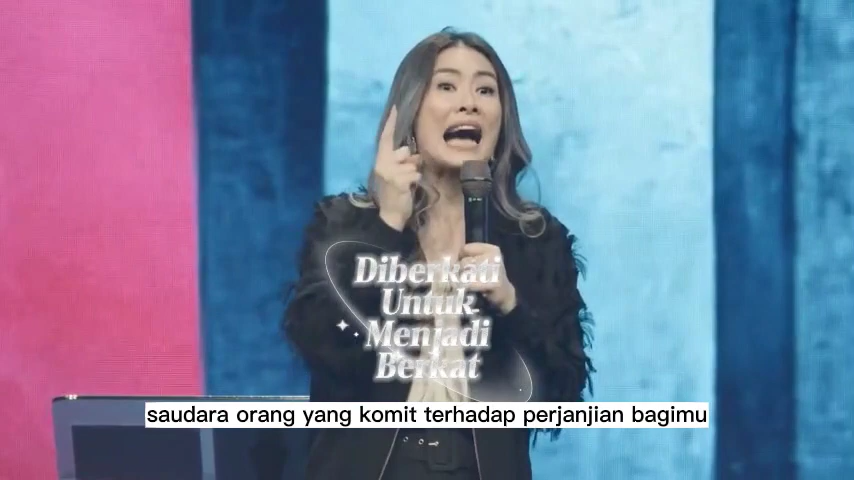 Diberkati
Untuk
Menjadi
Berkat
saudara orang yang komit terhadap perjanjian bagimu